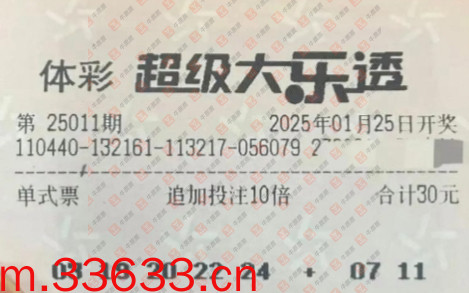 体彩 超级大乐透
第 25011期 2025年01月25日开奖
110440-132161-113217-056079
单式票 追加投注10倍 合计30元
22 + 07 11
m.33633.cn